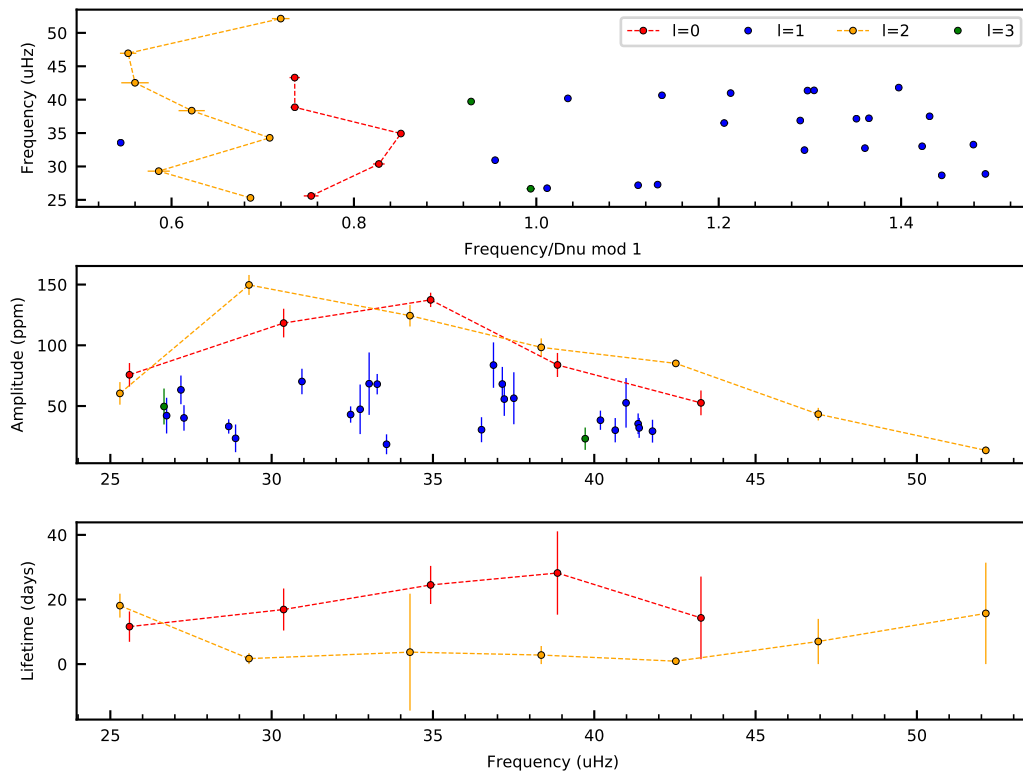 50
45
40
35
30
25
Frequency (uHz)
l=0 l=1 l=2 l=3
0.6 0.8 1.0 1.2 1.4
Frequency/Dnu mod 1
150
100
50
Amplitude (ppm)
25 30 35 40 45 50
40
20
0
Lifetime (days)
25 30 35 40 45 50
Frequency (uHz)